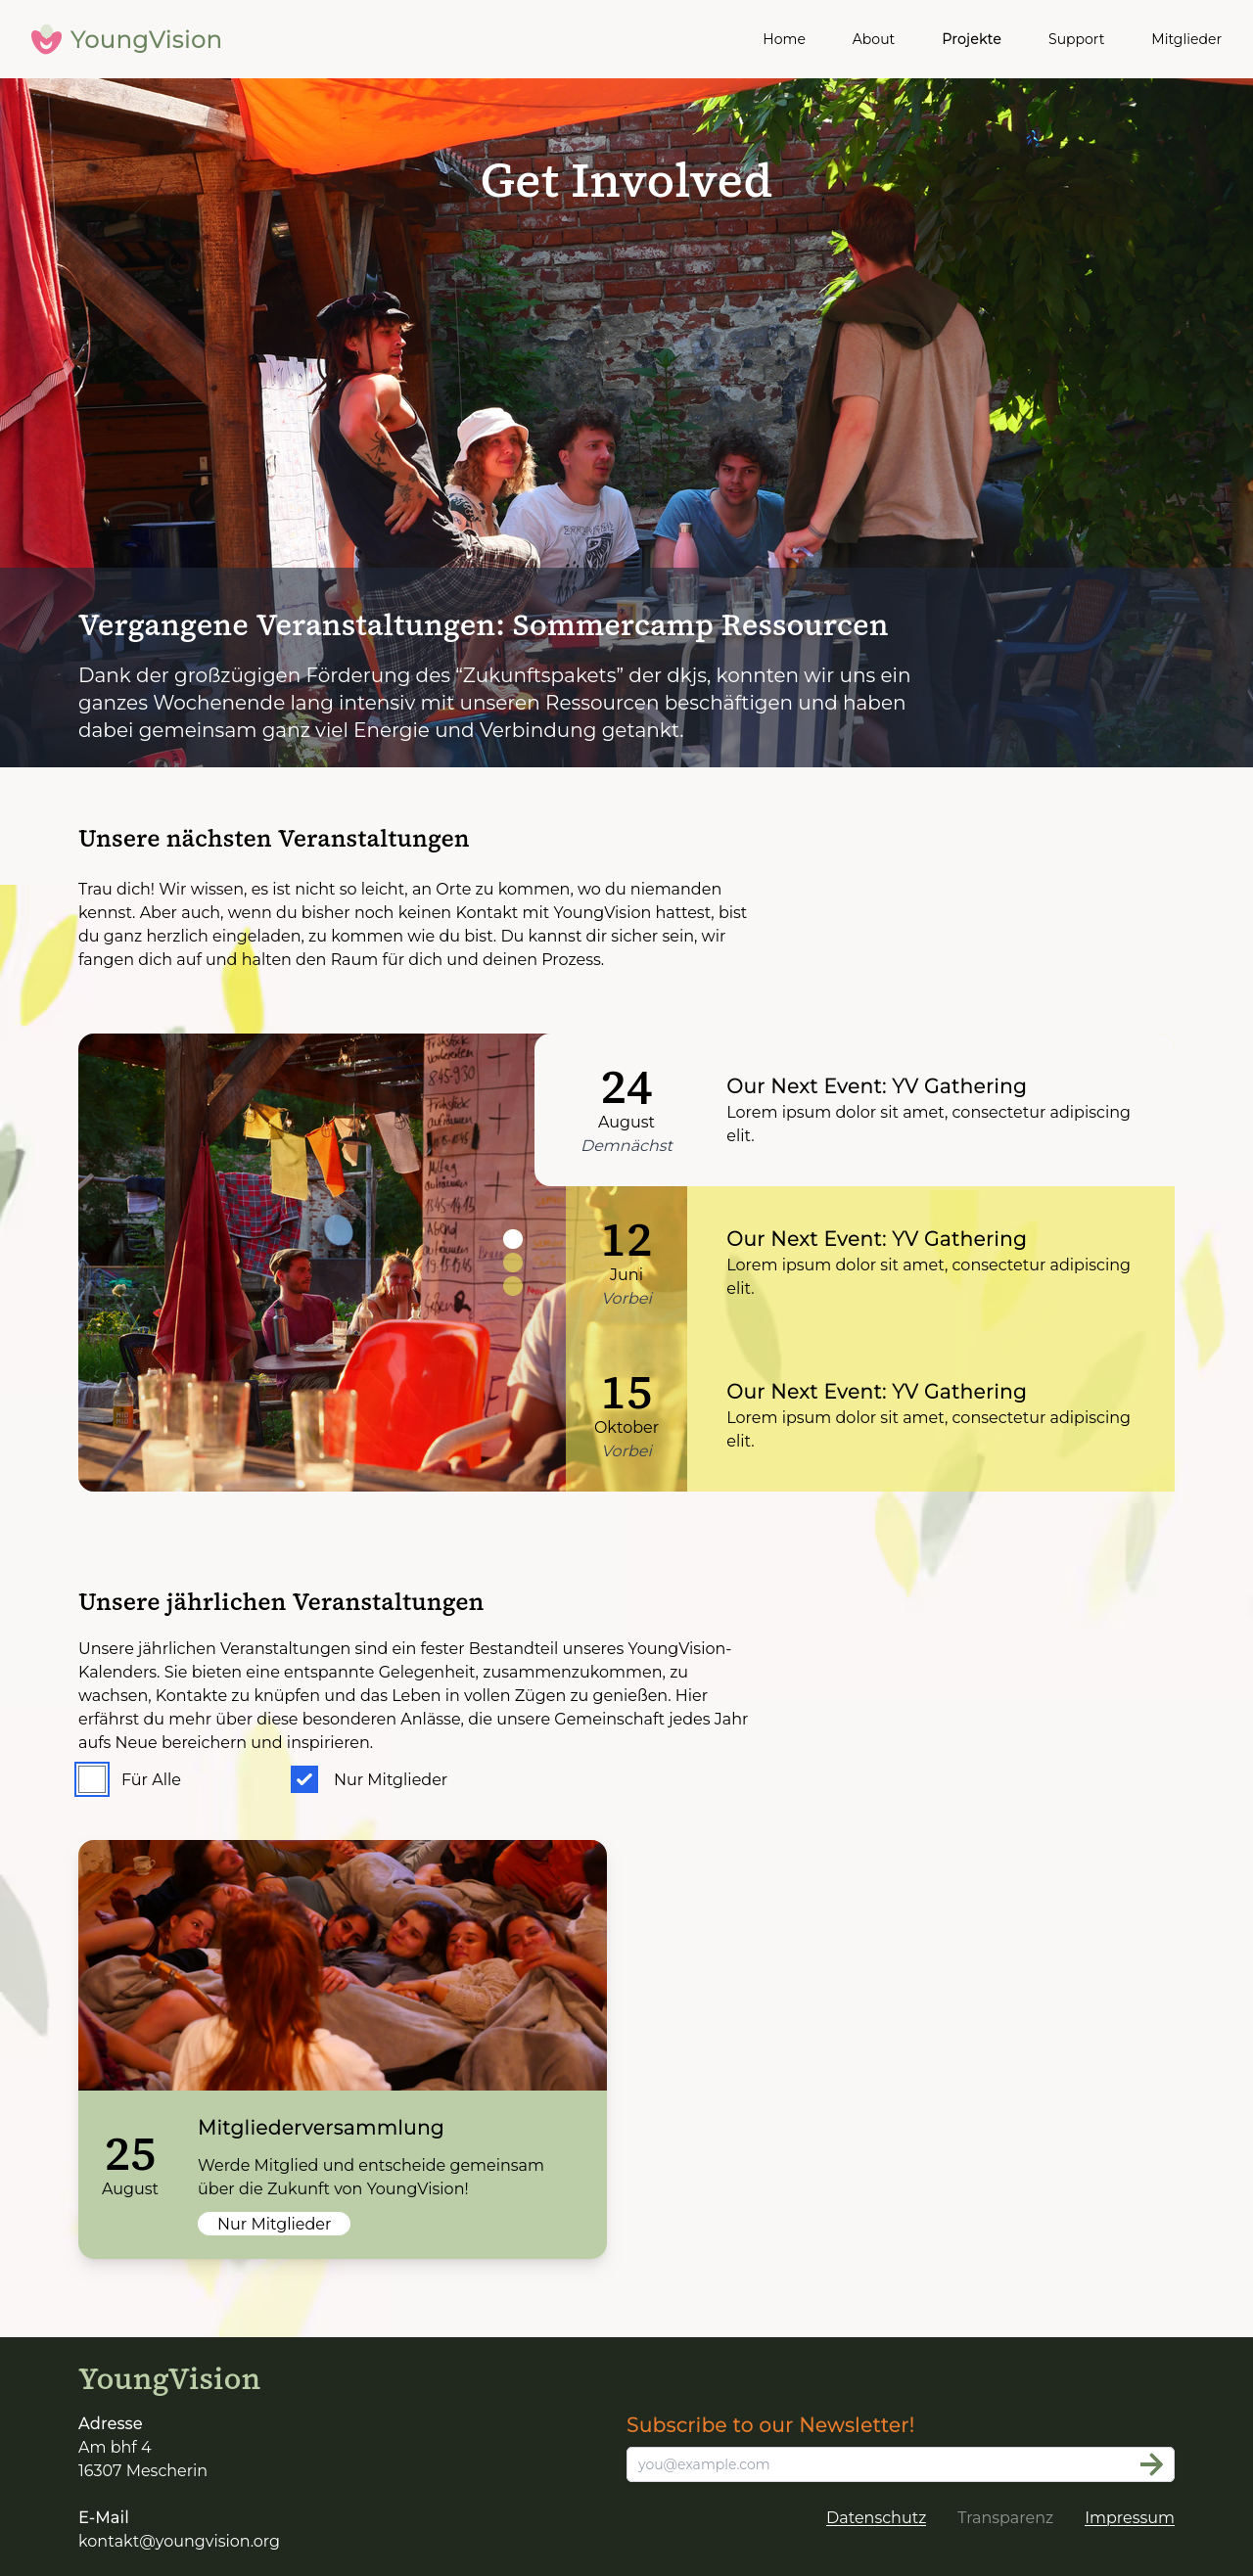 YoungVision
Home
About
Projekte
Support
Mitglieder
Get Involved
Vergangene Veranstaltungen: Sommercamp Ressourcen
Dank der großzügigen Förderung des “Zukunftspakets” der dkjs, konnten wir uns ein
ganzes Wochenende lang intensiv mit unseren Ressourcen beschäftigen und haben
dabei gemeinsam ganz viel Energie und Verbindung getankt.
Unsere nächsten Veranstaltungen
Trau dich! Wir wissen, es ist nicht so leicht, an Orte zu kommen, wo du niemanden
kennst. Aber auch, wenn du bisher noch keinen Kontakt mit YoungVision hattest, bist
du ganz herzlich eingeladen, zu kommen wie du bist. Du kannst dir sicher sein, wir
fangen dich auf und halten den Raum für dich und deinen Prozess.
24
August
Demnächst
Our Next Event: YV Gathering
Lorem ipsum dolor sit amet, consectetur adipiscing
elit.
12
Juni
Vorbei
Our Next Event: YV Gathering
Lorem ipsum dolor sit amet, consectetur adipiscing
elit.
15
Oktober
Vorbei
Our Next Event: YV Gathering
Lorem ipsum dolor sit amet, consectetur adipiscing
elit.
Unsere jährlichen Veranstaltungen
Unsere jährlichen Veranstaltungen sind ein fester Bestandteil unseres YoungVision-
Kalenders. Sie bieten eine entspannte Gelegenheit, zusammenzukommen, zu
wachsen, Kontakte zu knüpfen und das Leben in vollen Zügen zu genießen. Hier
erfährst du mehr über diese besonderen Anlässe, die unsere Gemeinschaft jedes Jahr
aufs Neue bereichern und inspirieren.
Für Alle
Nur Mitglieder
25
August
Mitgliederversammlung
Werde Mitglied und entscheide gemeinsam
über die Zukunft von YoungVision!
Nur Mitglieder
YoungVision
Adresse
Am bhf 4
16307 Mescherin
E-Mail
kontakt@youngvision.org
Subscribe to our Newsletter!
you@example.com
Datenschutz
Transparenz
Impressum